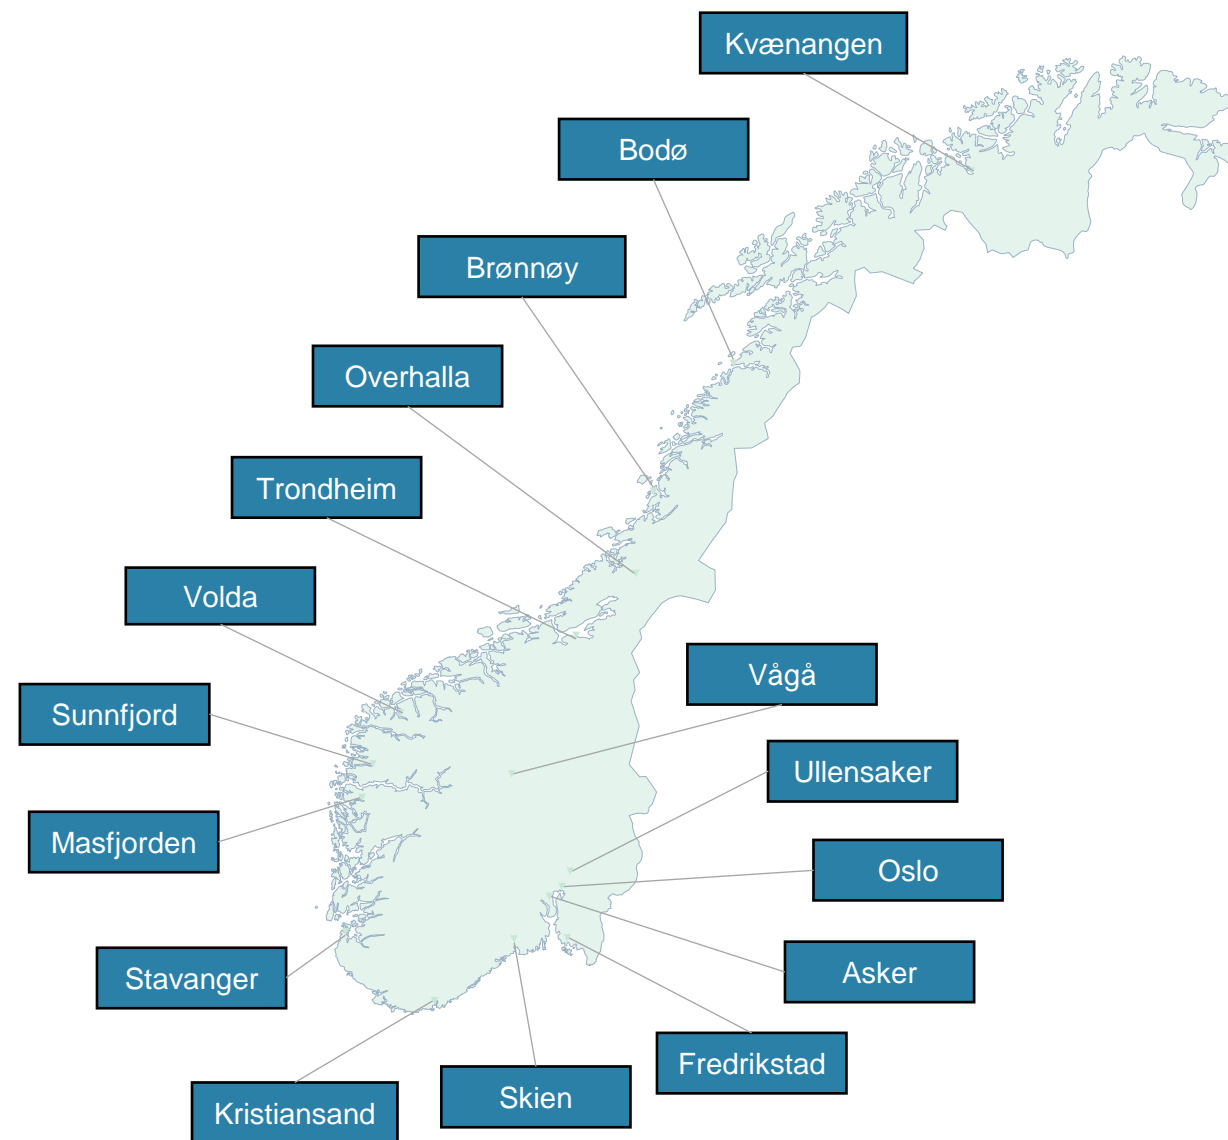 Kvænangen
Bodø
Brønnøy
Overhalla
Trondheim
Volda
Vågå
Sunnfjord
Ullensaker
Masfjorden
Oslo
Asker
Stavanger
Fredrikstad
Skien
Kristiansand